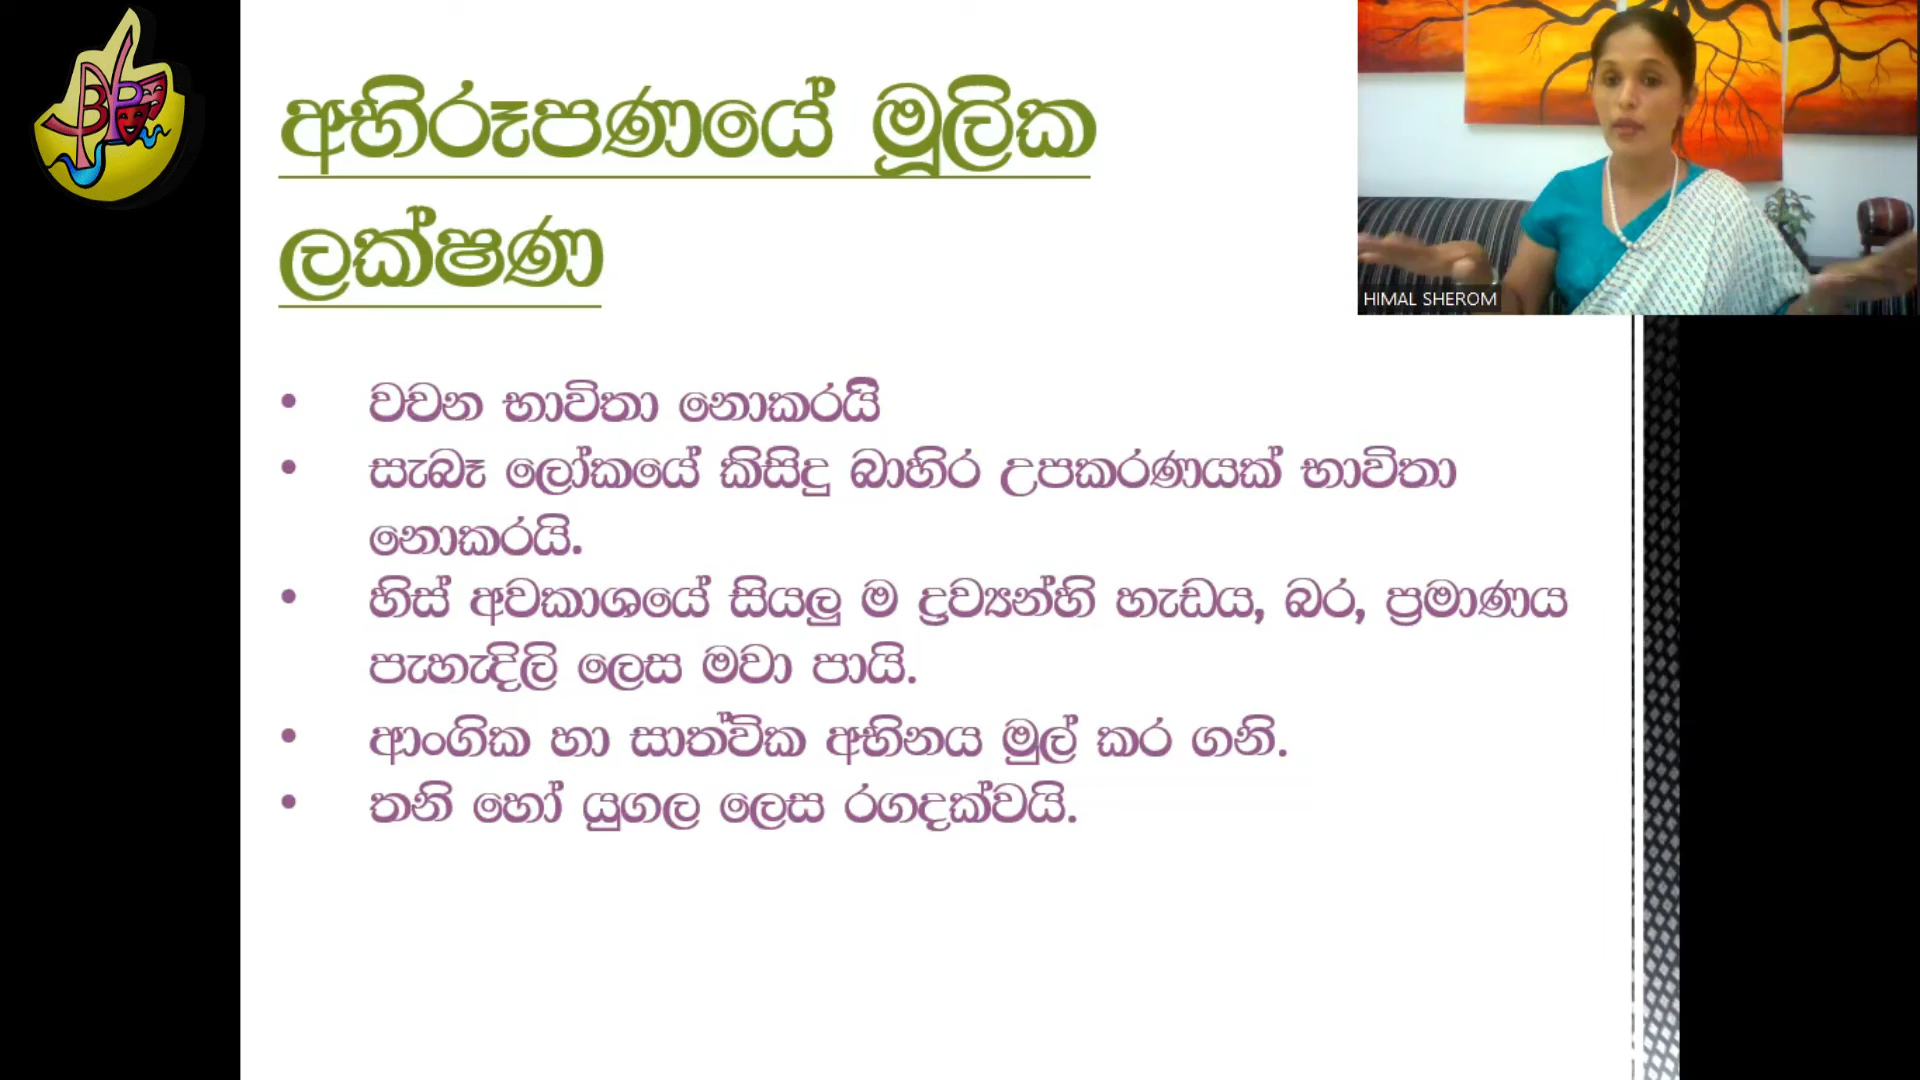 අභිරූපණයේ මූලික
ලක්ෂණ
• වචන භාවිතා නොකරයි
• සැබෑ ලෝකයේ කිසිදු බාහිර උපකරණයක් භාවිතා
නොකරයි.
• හිස් අවකාශයේ සියලු ම ද්‍රව්‍යන්හි හැඩය, බර, ප්‍රමාණය
පැහැදිලි ලෙස මවා පායි.
• ආංගික හා සාත්වික අභිනය මුල් කර ගනි.
• තනි හෝ යුගල ලෙස රගදක්වයි.
HIMAL SHEROM